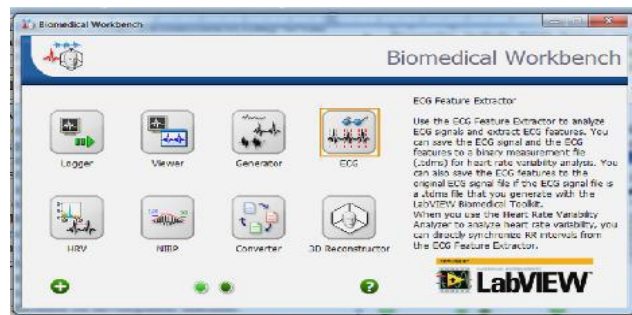 Biomedical Workbench
Biomedical Workbench
Logger
Viewer
Generator
ECG
HRV
NIBP
Converter
3D Reconstructor
ECG Feature Extractor
Use the ECG Feature Extractor to analyze
ECG signals and extract ECG features. You
can save the ECG signal and the ECG
features to a binary measurement file
(.tdms) for heart rate variability analysis. You
can also save the ECG features to the
original ECG signal file if the ECG signal file is
a .tdms file that you generate with the
LabVIEW Biomedical Toolkit.
When you use the Heart Rate Variability
Analyzer to analyze heart rate variability, you
can directly synchronize RR intervals from
the ECG Feature Extractor.
LabVIEW